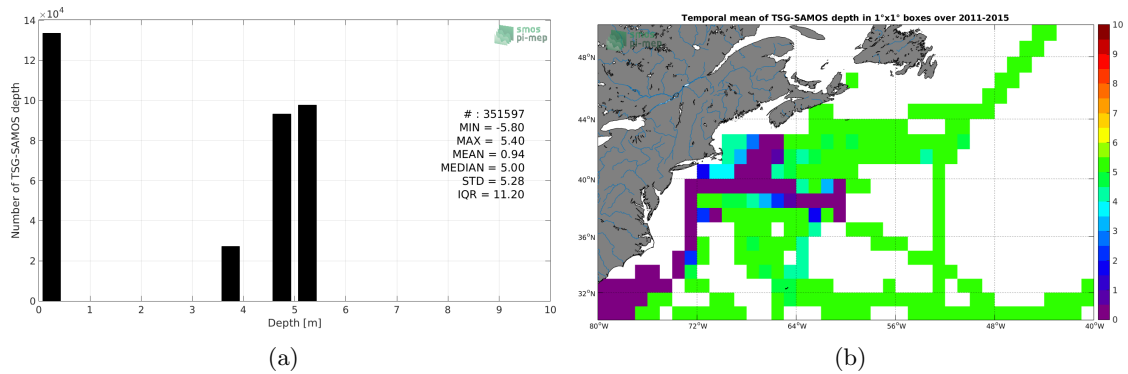 ×10⁴
14
12
10
8
6
4
2
0
Number of TSG-SAMOS depth
smos
pi-mep
# : 351597
MIN = -5.80
MAX = 5.40
MEAN = 0.94
MEDIAN = 5.00
STD = 5.28
IQR = 11.20
0 1 2 3 4 5 6 7 8 9 10
Depth [m]
(a)
Temporal mean of TSG-SAMOS depth in 1°x1° boxes over 2011-2015
smos
pi-mep
48°N
44°N
40°N
36°N
32°N
80°W 72°W 64°W 56°W 48°W 40°W
10
9
8
7
6
5
4
3
2
1
0
(b)